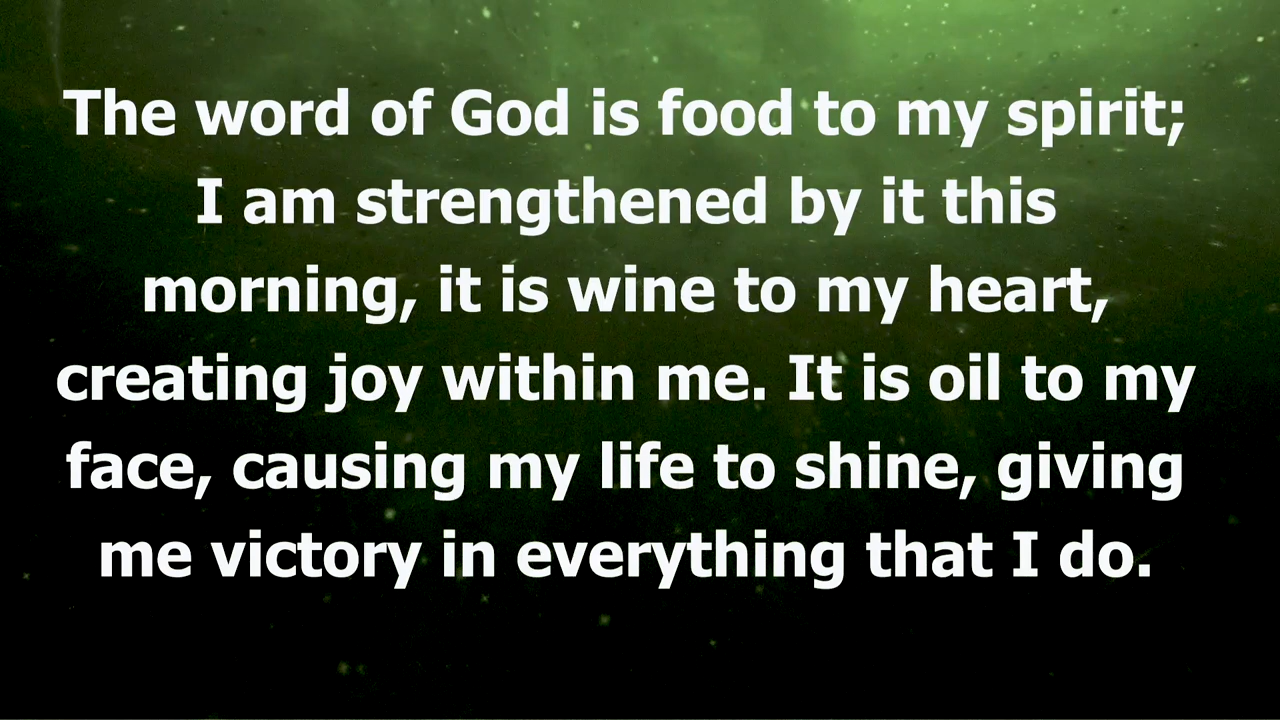 The word of God is food to my spirit;
I am strengthened by it this
morning, it is wine to my heart,
creating joy within me. It is oil to my
face, causing my life to shine, giving
me victory in everything that I do.